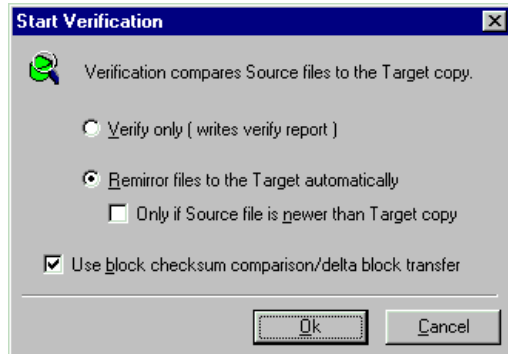 Start Verification
Verification compares Source files to the Target copy.
Verify only ( writes verify report )
Remirror files to the Target automatically
Only if Source file is newer than Target copy
Use block checksum comparison/delta block transfer
Ok
Cancel